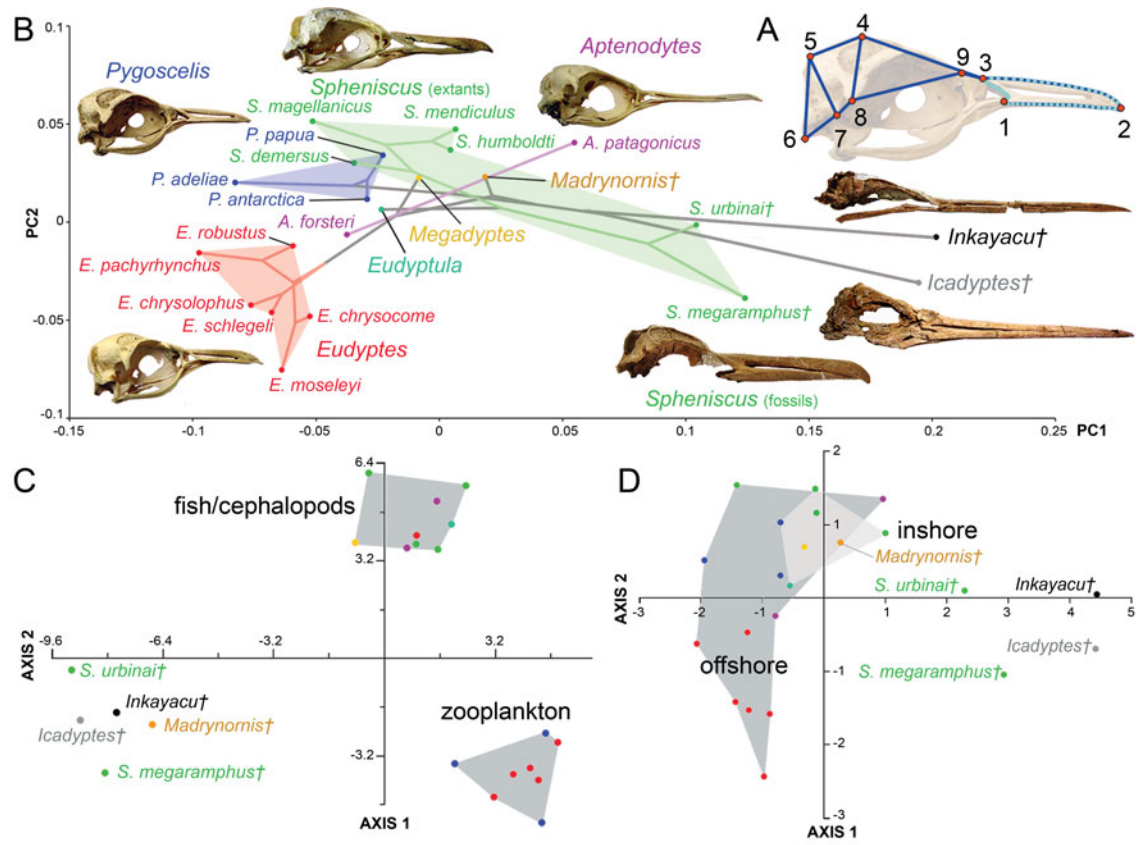 B
0.1
0.05
0
-0.05
-0.1
PC2
-0.15
-0.1
-0.05
0
0.05
0.1
0.15
0.2
0.25
PC1
Pygoscelis
Spheniscus (extants)
Aptenodytes
S. magellanicus
S. mendiculus
P. papua
S. humboldti
S. demersus
A. patagonicus
P. adeliae
Madrynornis†
P. antarctica
S. urbinai†
A. forsteri
Megadyptes
E. robustus
Inkayacu†
Eudyptula
E. pachyrhynchus
Icadyptes†
E. chrysolophus
S. megaramphus†
E. schlegeli
E. chrysocome
Eudyptes
E. moseleyi
Spheniscus (fossils)
A
4
5
9
3
8
7
6
1
2
C
6.4
fish/cephalopods
3.2
AXIS 2
-9.6
-6.4
-3.2
3.2
S. urbinai†
Inkayacu†
Icadyptes†
Madrynornis†
zooplankton
-3.2
S. megaramphus†
AXIS 1
D
2
1
inshore
Madrynornis†
S. urbinai†
Inkayacu†
AXIS 2
-3
-2
-1
0
1
2
3
4
5
Icadyptes†
offshore
-1
S. megaramphus†
-2
-3
AXIS 1